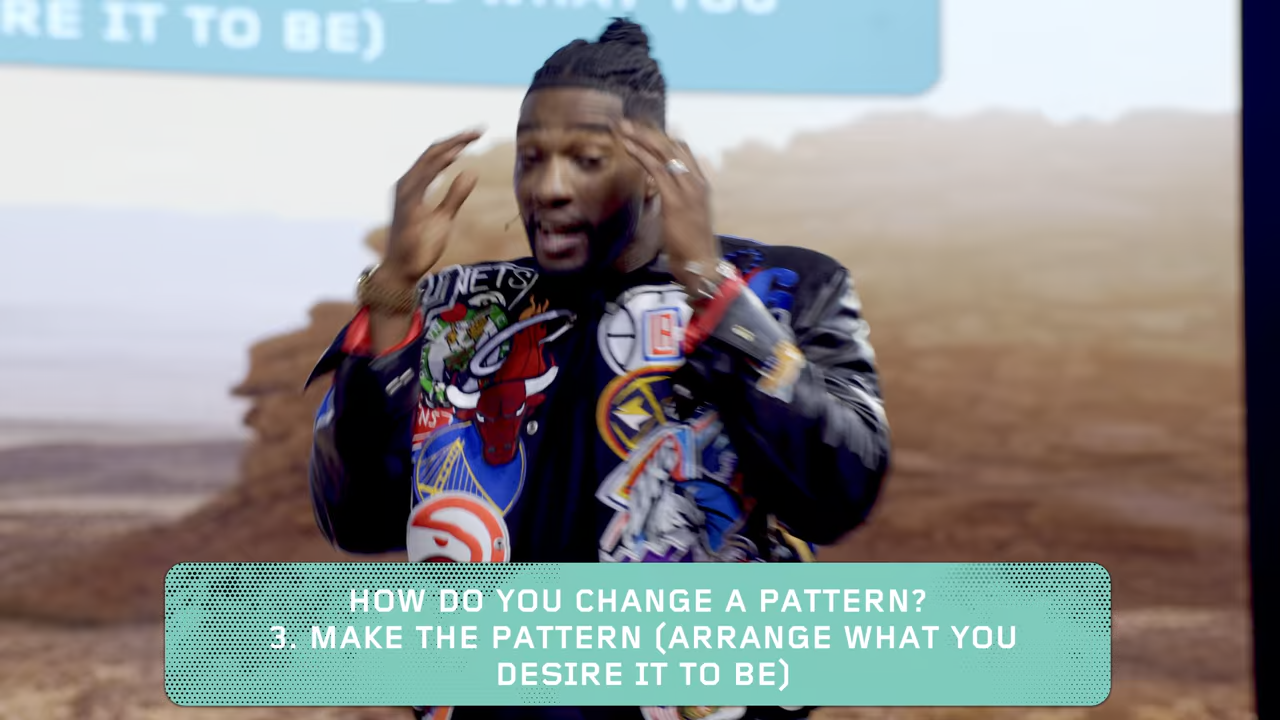 RE IT TO BE)
NETS
HOW DO YOU CHANGE A PATTERN?
3. MAKE THE PATTERN (ARRANGE WHAT YOU
DESIRE IT TO BE)